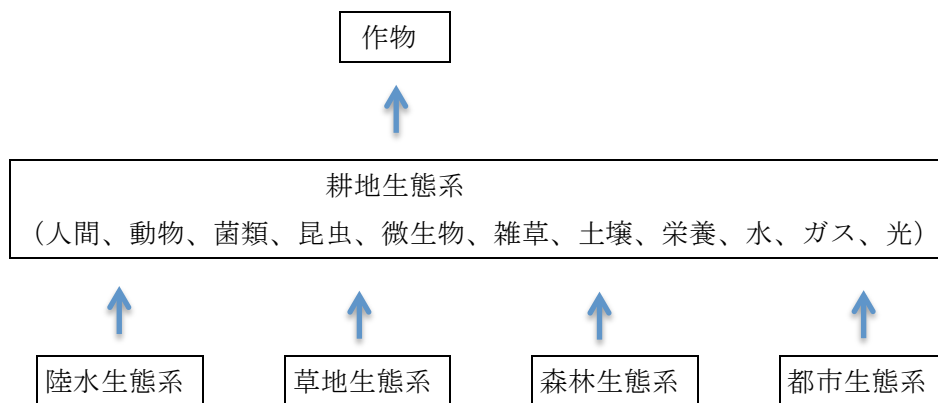 作物
耕地生態系
（人間、動物、菌類、昆虫、微生物、雑草、土壌、栄養、水、ガス、光）
陸水生態系
草地生態系
森林生態系
都市生態系